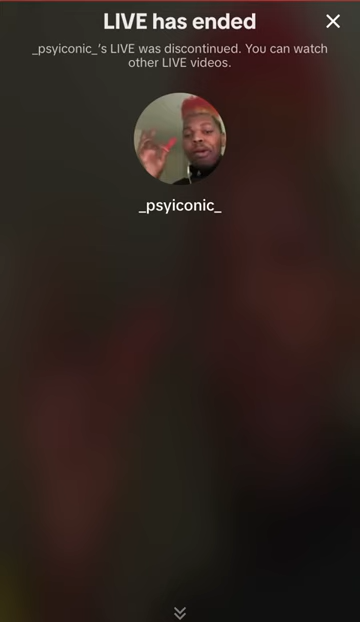 LIVE has ended
_psyiconic_'s LIVE was discontinued. You can watch
other LIVE videos.
_psyiconic_